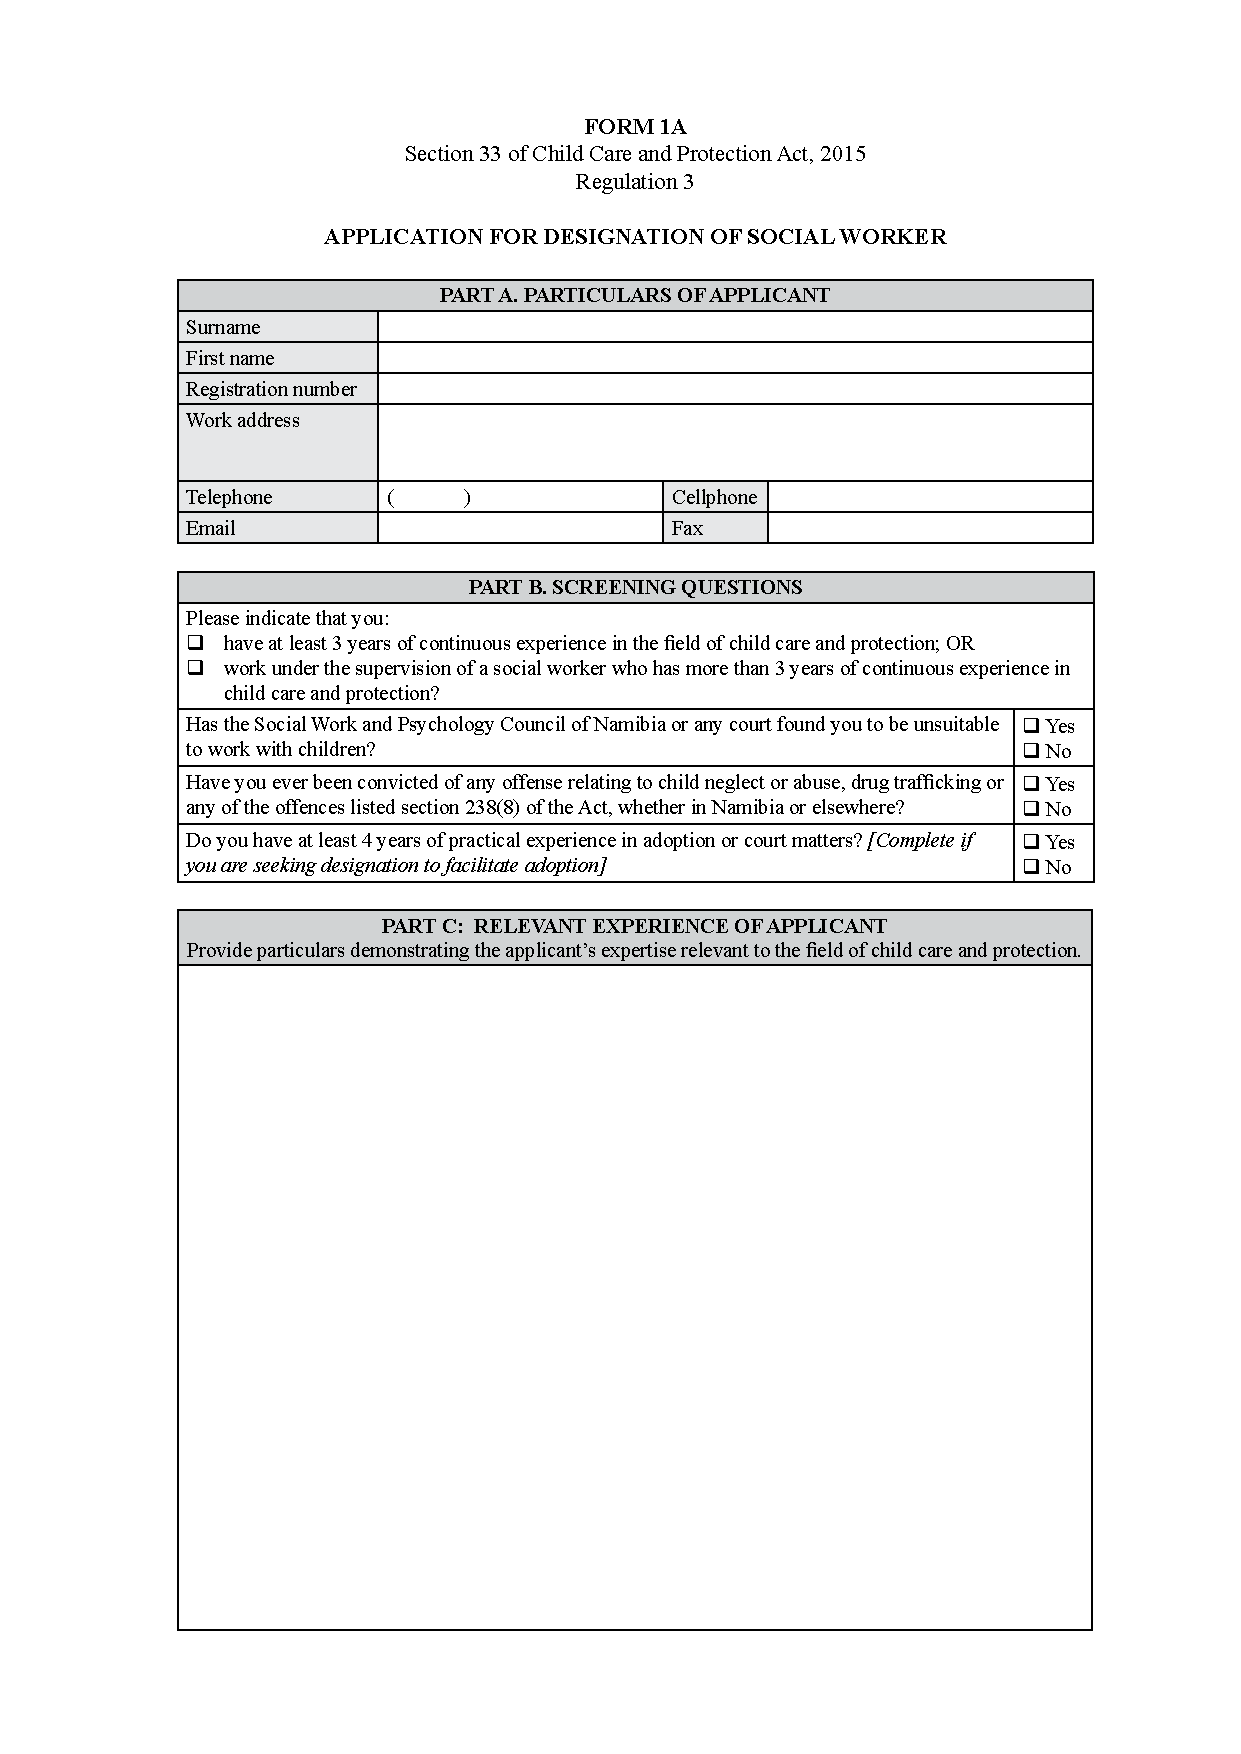 FORM 1A
Section 33 of Child Care and Protection Act, 2015
Regulation 3
APPLICATION FOR DESIGNATION OF SOCIAL WORKER
PART A. PARTICULARS OF APPLICANT
Surname
First name
Registration number
Work address
Telephone ( ) Cellphone
Email Fax
PART B. SCREENING QUESTIONS
Please indicate that you:
❑ have at least 3 years of continuous experience in the field of child care and protection; OR
❑ work under the supervision of a social worker who has more than 3 years of continuous experience in
child care and protection?
Has the Social Work and Psychology Council of Namibia or any court found you to be unsuitable ❑ Yes
to work with children? ❑ No
Have you ever been convicted of any offense relating to child neglect or abuse, drug trafficking or ❑ Yes
any of the offences listed section 238(8) of the Act, whether in Namibia or elsewhere? ❑ No
Do you have at least 4 years of practical experience in adoption or court matters? [Complete if ❑ Yes
you are seeking designation to facilitate adoption] ❑ No
PART C: RELEVANT EXPERIENCE OF APPLICANT
Provide particulars demonstrating the applicant's expertise relevant to the field of child care and protection.